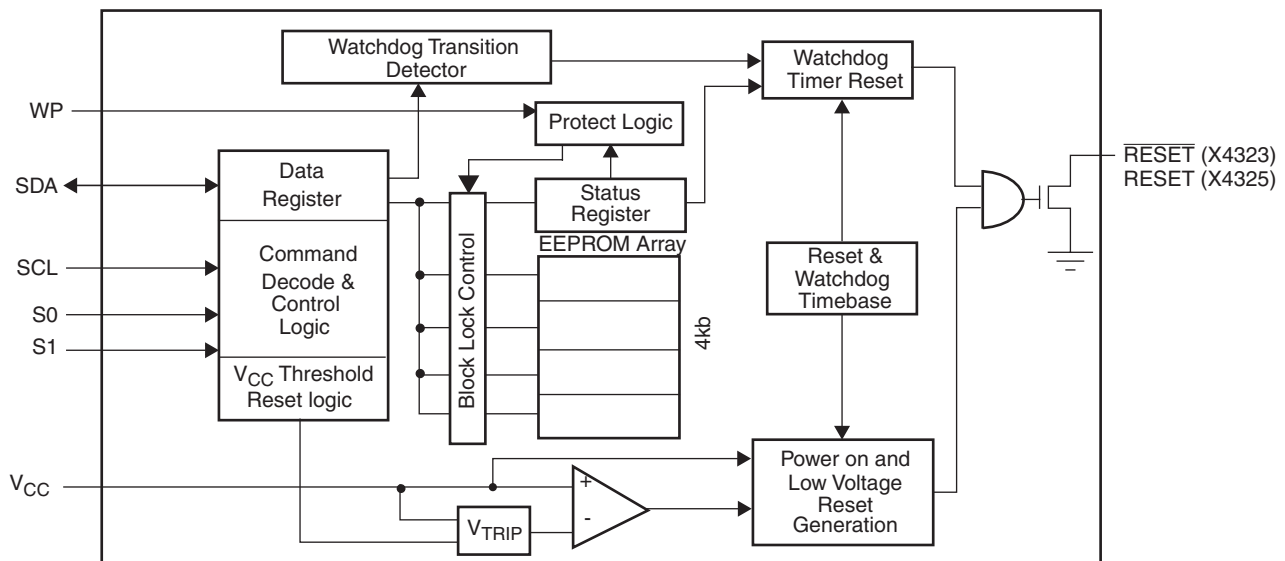 Watchdog Transition
Detector
Watchdog
Timer Reset
WP
Protect Logic
RESET (X4323)
RESET (X4325)
SDA
Data
Register
Status
Register
EEPROM Array
SCL
S0
S1
Command
Decode &
Control
Logic
Block Lock Control
4kb
Reset &
Watchdog
Timebase
VCC Threshold
Reset logic
VCC
+
-
VTRIP
Power on and
Low Voltage
Reset
Generation